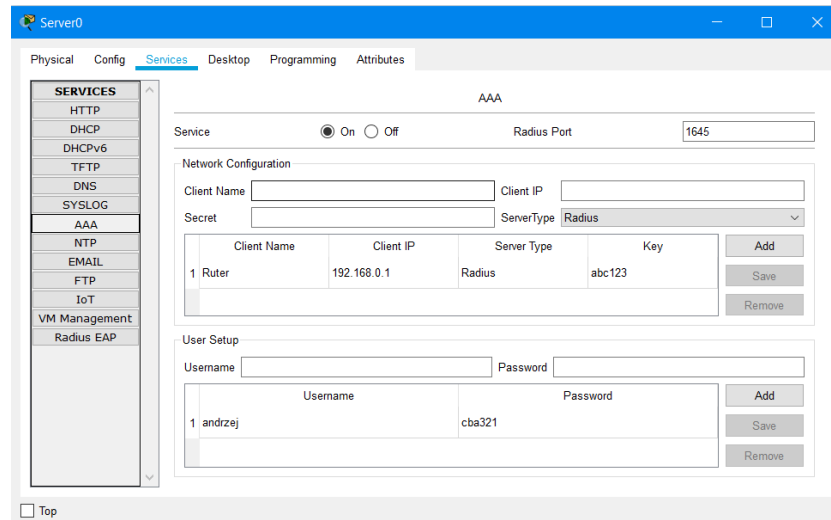 Server0
Physical Config Services Desktop Programming Attributes
SERVICES
HTTP
DHCP
DHCPv6
TFTP
DNS
SYSLOG
AAA
NTP
EMAIL
FTP
IoT
VM Management
Radius EAP
AAA
Service On Off Radius Port 1645
Network Configuration
Client Name Client IP
Secret ServerType Radius
Client Name Client IP Server Type Key Add
1 Ruter 192.168.0.1 Radius abc123 Save
Remove
User Setup
Username Password
Username Password Add
1 andrzej cba321 Save
Remove
Top